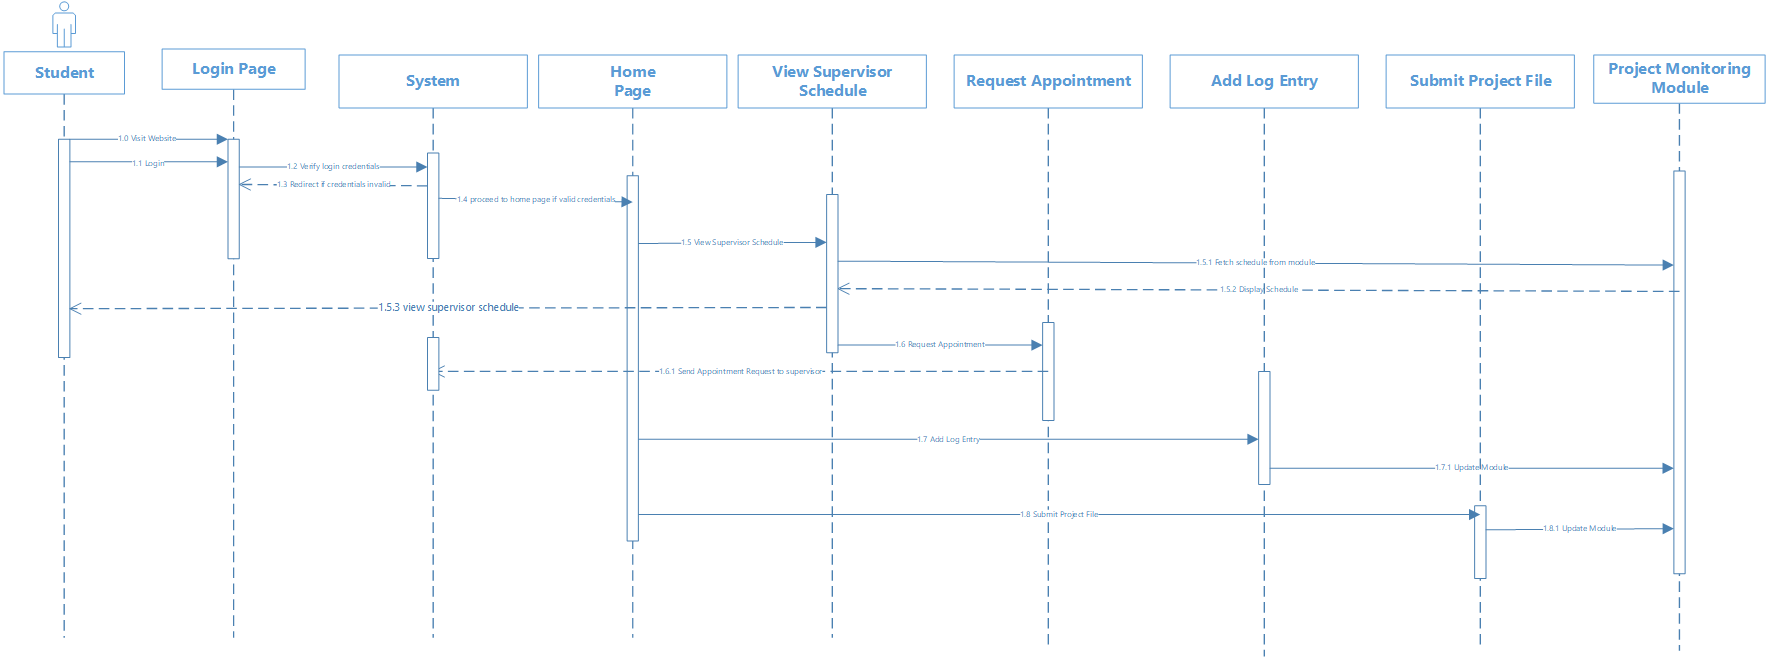 Student
Login Page
System
Home
Page
View Supervisor
Schedule
Request Appointment
Add Log Entry
Submit Project File
Project Monitoring
Module
1.0 Visit Website
1.1 Login
1.2 Verify login credentials
1.3 Redirect if credentials invalid
1.4 proceed to home page if valid credentials
1.5 View Supervisor Schedule
1.5.1 Fetch schedule from module
1.5.2 Display Schedule
1.5.3 view supervisor schedule
1.6 Request Appointment
1.6.1 Send Appointment Request to supervisor
1.7 Add Log Entry
1.7.1 Update Module
1.8 Submit Project File
1.8.1 Update Module